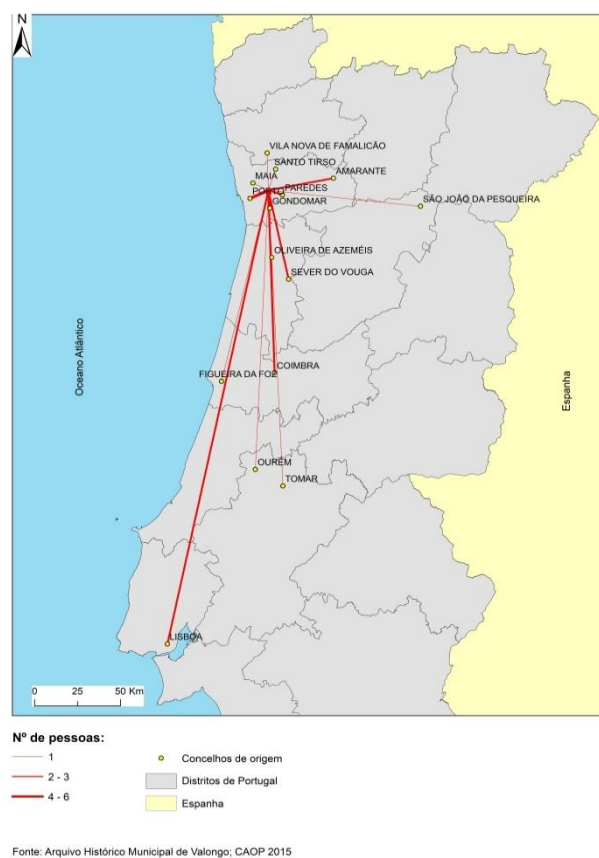 N
VILA NOVA DE FAMALICÃO
SANTO TIRSO
AMARANTE
MAIA
PAREDES
PORTO
GONDOMAR
SÃO JOÃO DA PESQUEIRA
OLIVEIRA DE AZEMÉIS
SEVER DO VOUGA
Oceano Atlântico
Espanha
COIMBRA
FIGUEIRA DA FOZ
OURÉM
TOMAR
LISBOA
0 25 50 Km
Nº de pessoas:
1
2 - 3
4 - 6
Concelhos de origem
Distritos de Portugal
Espanha
Fonte: Arquivo Histórico Municipal de Valongo; CAOP 2015